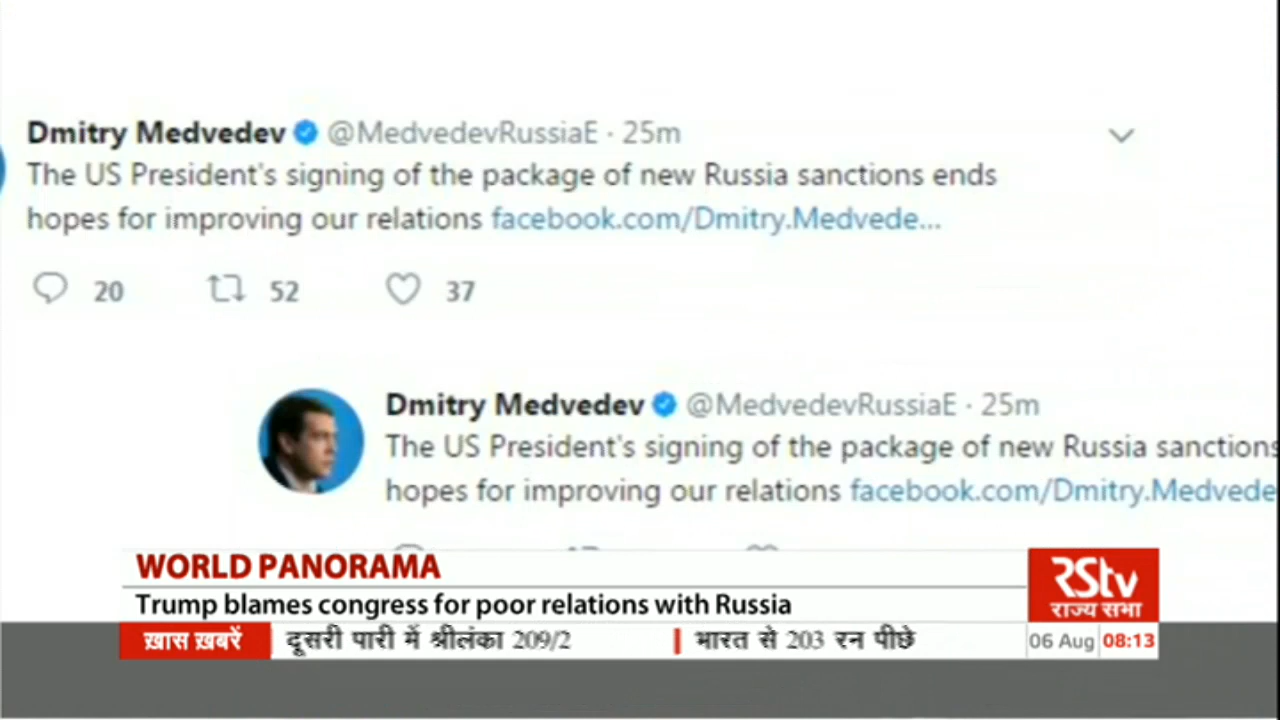 Dmitry Medvedev @MedvedevRussiaE · 25m
The US President's signing of the package of new Russia sanctions ends
hopes for improving our relations facebook.com/Dmitry.Medvede...
20 52 37
Dmitry Medvedev @MedvedevRussiaE · 25m
The US President's signing of the package of new Russia sanctions
hopes for improving our relations facebook.com/Dmitry.Medvede
WORLD PANORAMA
Trump blames congress for poor relations with Russia
RStv
राज्य सभा
ख़ास ख़बरें दूसरी पारी में श्रीलंका 209/2 | भारत से 203 रन पीछे
06 Aug 08:13